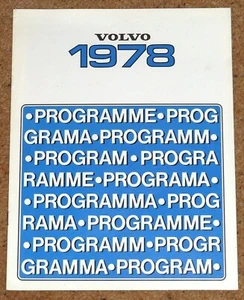 VOLVO
1978
•PROGRAMME•PROG
GRAMA•PROGRAMM•
•PROGRAM•PROGRA
RAMME•PROGRAMA•
•PROGRAMMA•PROG
RAMA•PROGRAMME•
•PROGRAMM•PROGR
GRAMMA•PROGRAM•